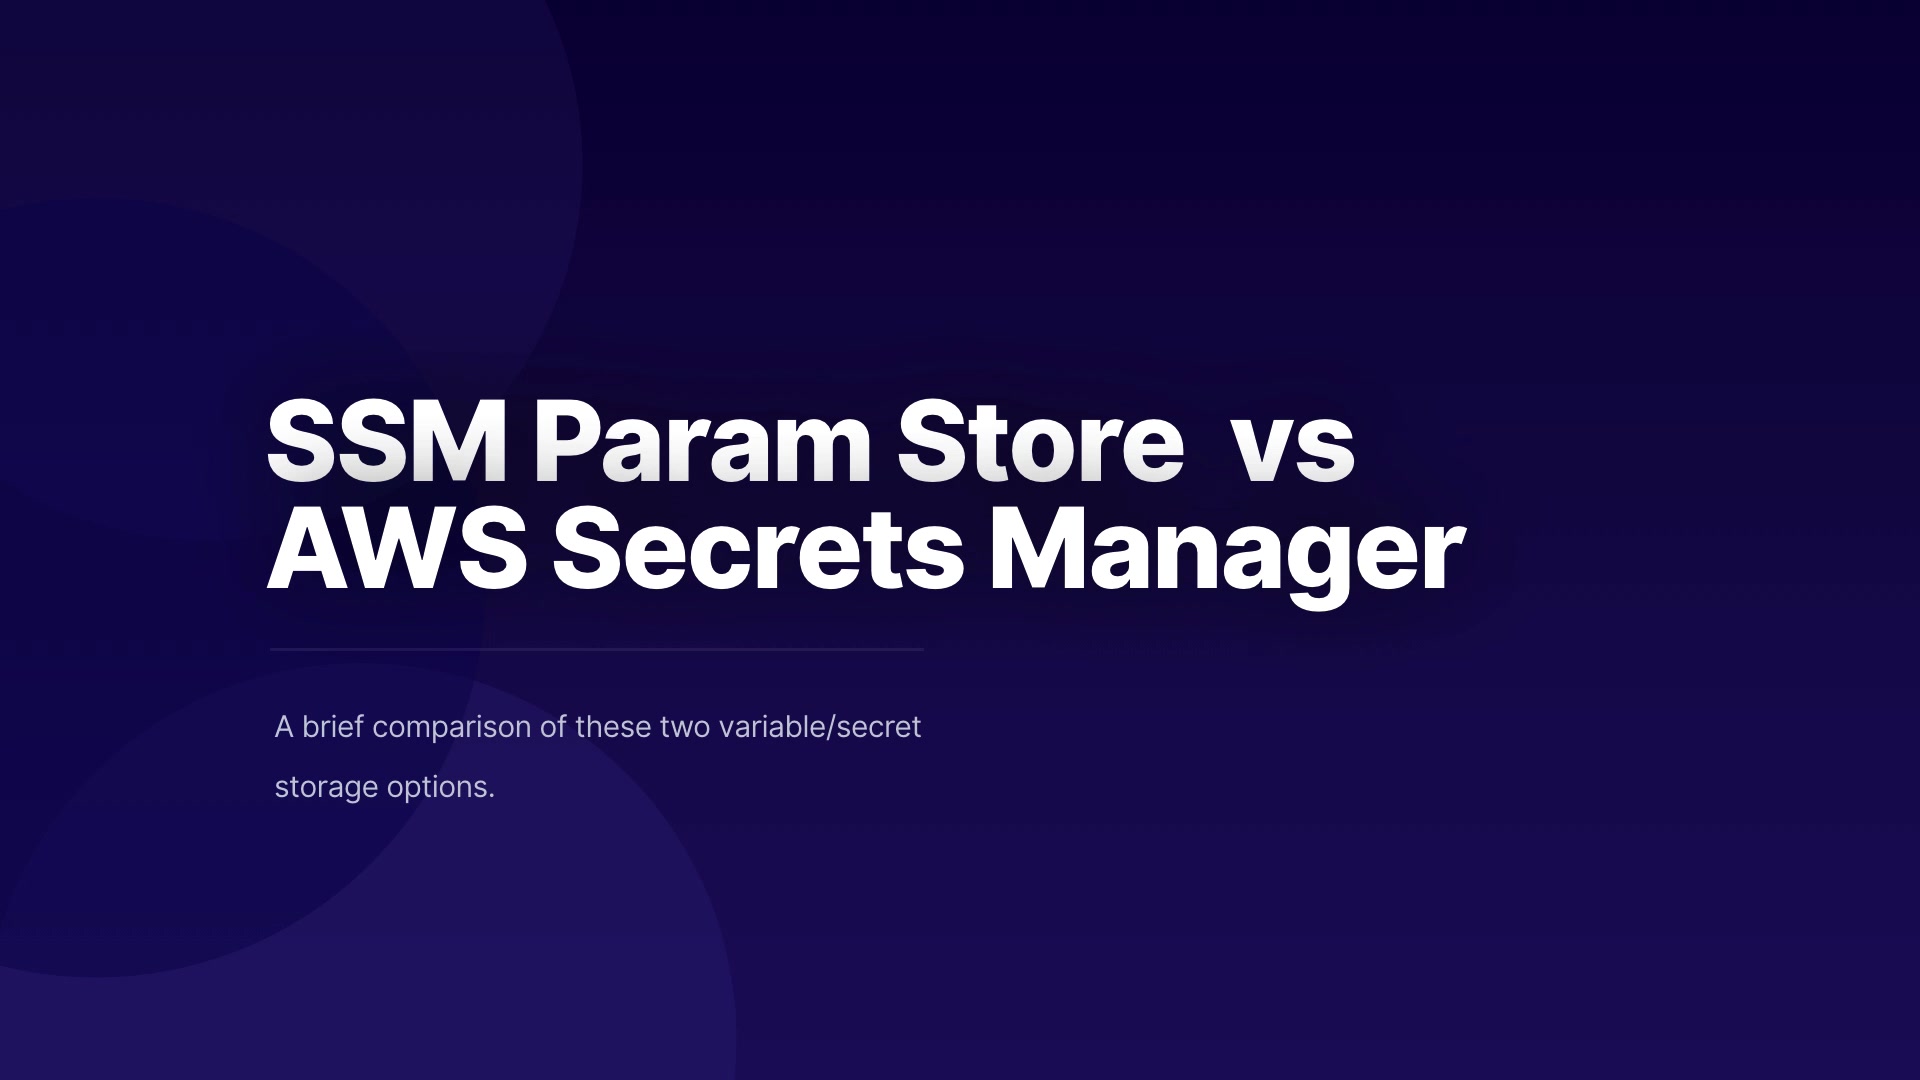 SSM Param Store  vs
AWS Secrets Manager
A brief comparison of these two variable/secret
storage options.